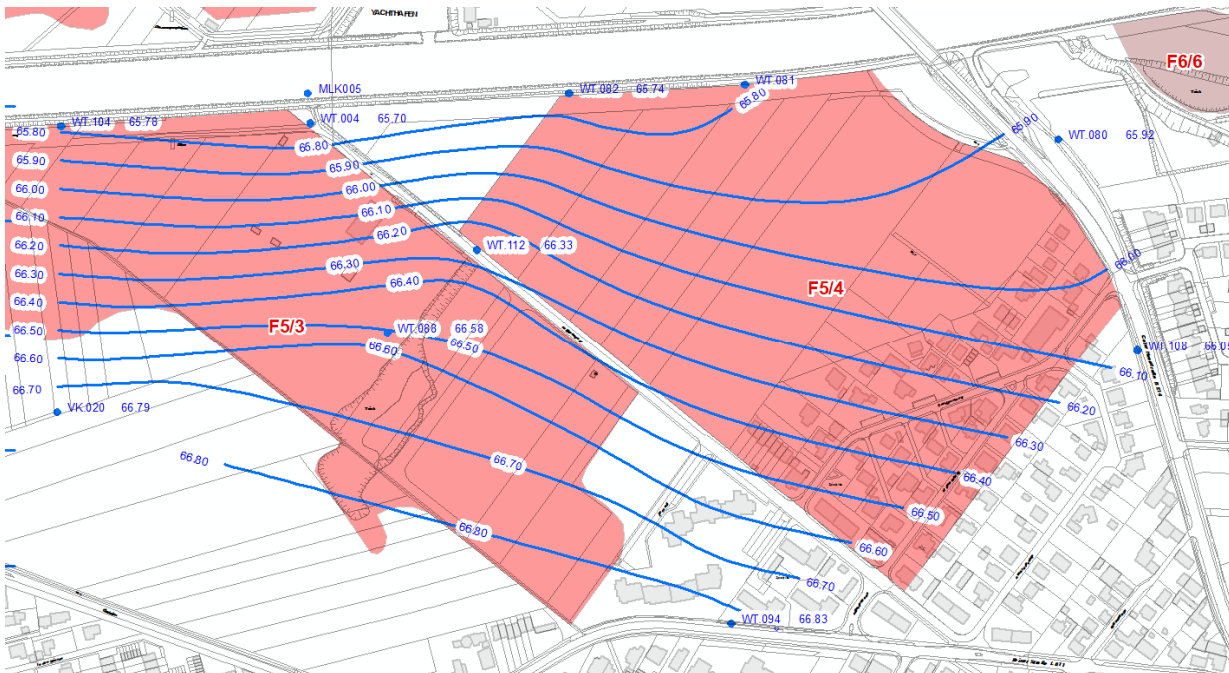 YACHTHAFEN
F6/6
MLK005
WT.082 65.74
WT.081
65.80
WT.104 65.78
WT.004 65.70
65.80
65.80
65.90
WT.080 65.92
65.90
65.90
66.00
66.00
66.10
66.10
66.20
66.20
WT.112 66.33
66.00
66.30
66.30
66.40
66.40
F5/4
66.50
F5/3
WT.086 66.58
66.50
66.60
66.60
WT.108
66.10
66.70
66.20
VK.020 66.79
66.30
66.80
66.70
66.40
66.50
66.80
66.60
66.70
WT.094 66.83